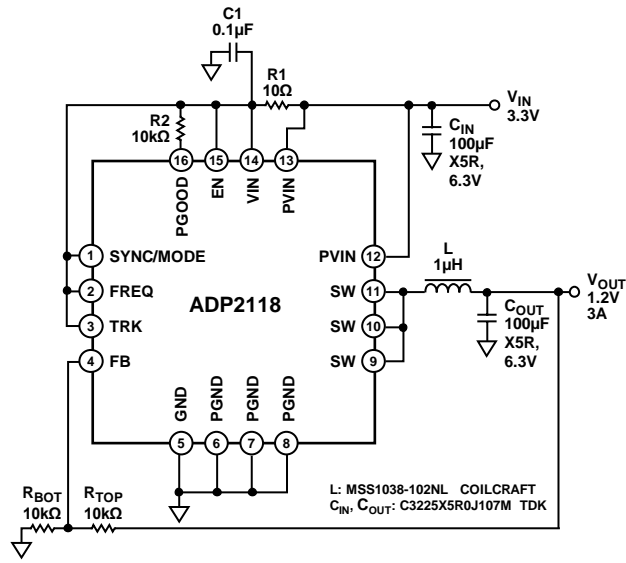 C1
0.1µF
R1
10Ω
VIN
3.3V
R2
10kΩ
CIN
100µF
X5R,
6.3V
16
15
14
13
PGOOD
EN
VIN
PVIN
1
SYNC/MODE
PVIN
12
L
1µH
2
FREQ
ADP2118
SW
11
VOUT
1.2V
3A
3
TRK
SW
10
COUT
100µF
X5R,
6.3V
4
FB
SW
9
GND
PGND
PGND
PGND
5
6
7
8
RBOT
10kΩ
RTOP
10kΩ
L: MSS1038-102NL COILCRAFT
CIN, COUT: C3225X5R0J107M TDK